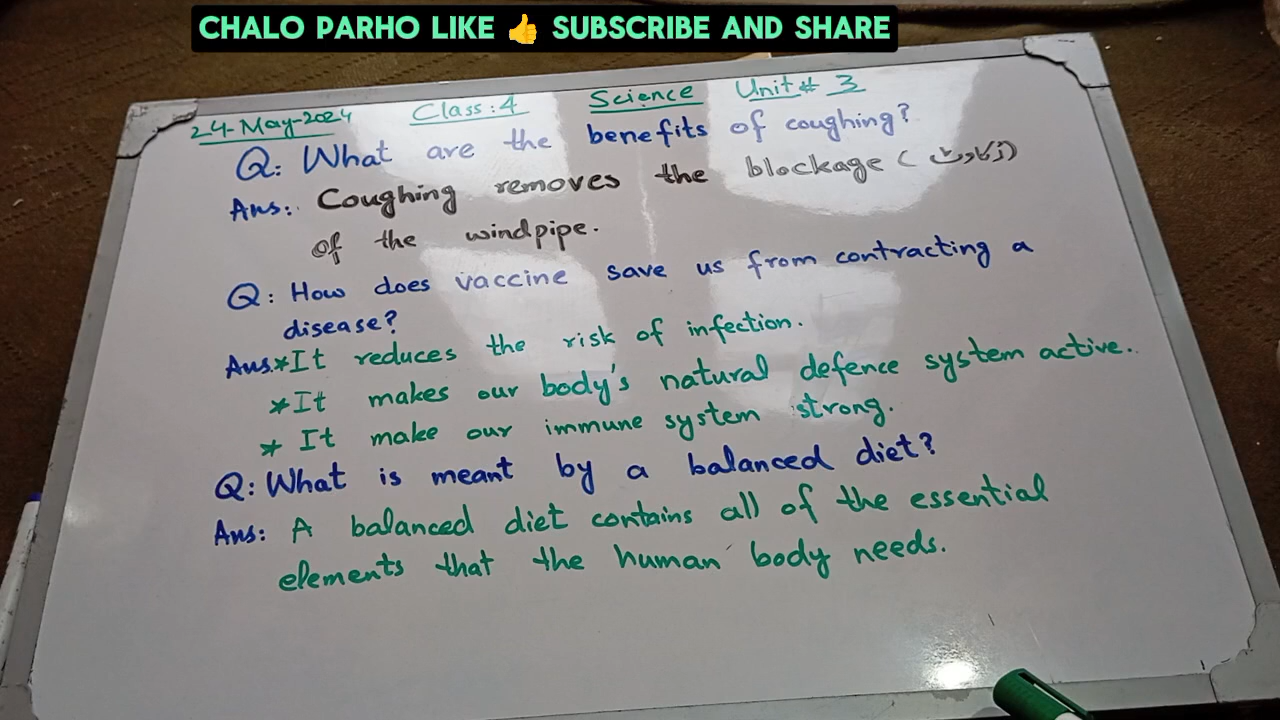 CHALO PARHO LIKE 👍 SUBSCRIBE AND SHARE
24-May-2024 Class:4 Science Unit# 3
Q: What are the benefits of coughing?
Ans: Coughing removes the blockage (رکاوٹ)
of the windpipe.
Q: How does vaccine save us from contracting a
disease?
Ans.*It reduces the risk of infection.
*It makes our body's natural defence system active.
* It make our immune system strong.
Q: What is meant by a balanced diet?
Ans: A balanced diet contains all of the essential
elements that the human body needs.